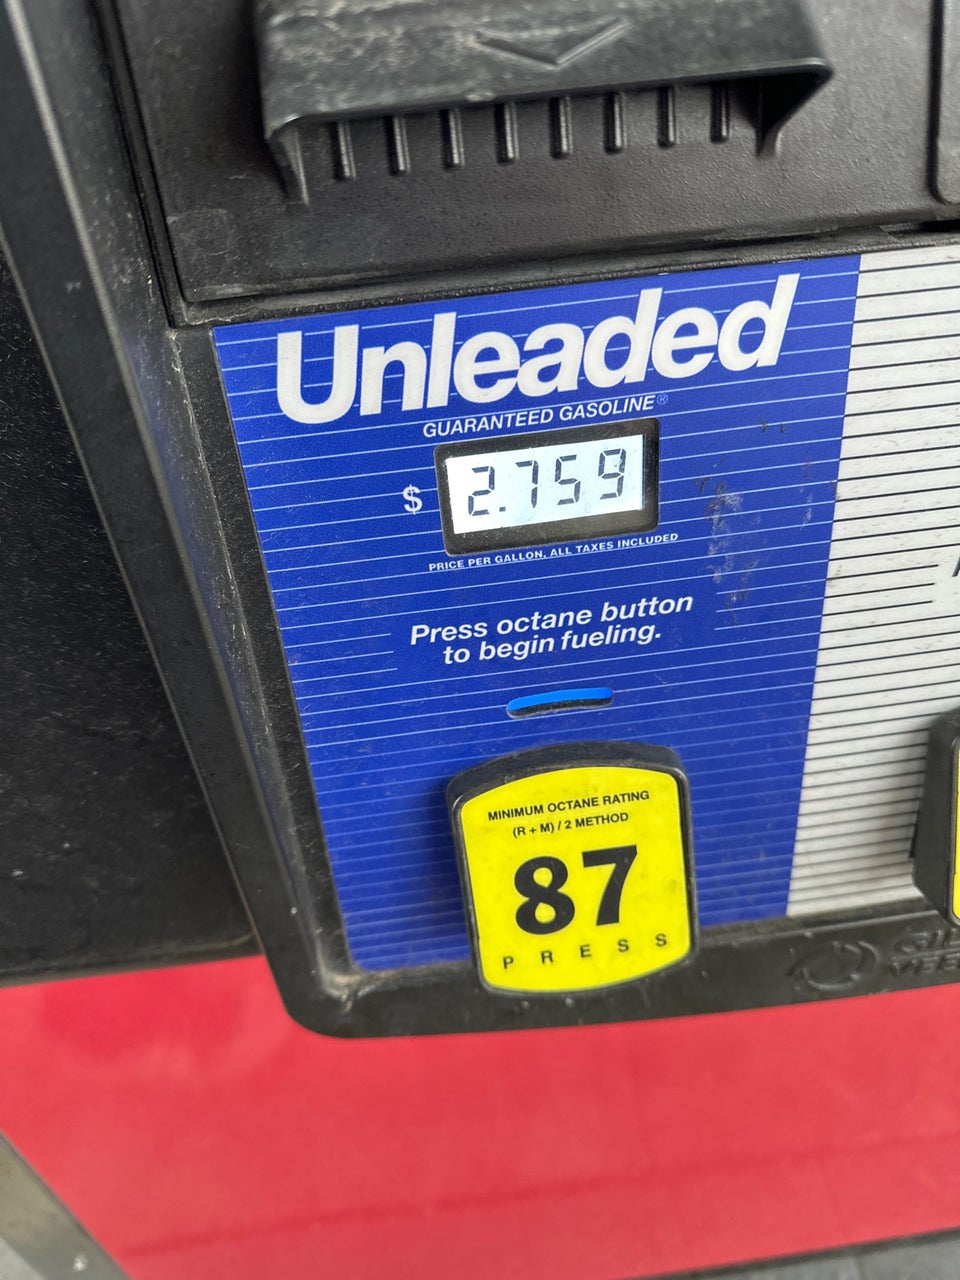 Unleaded
GUARANTEED GASOLINE®
$ 2.759
PRICE PER GALLON, ALL TAXES INCLUDED
Press octane button
to begin fueling.
MINIMUM OCTANE RATING
(R + M) / 2 METHOD
87
PRESS